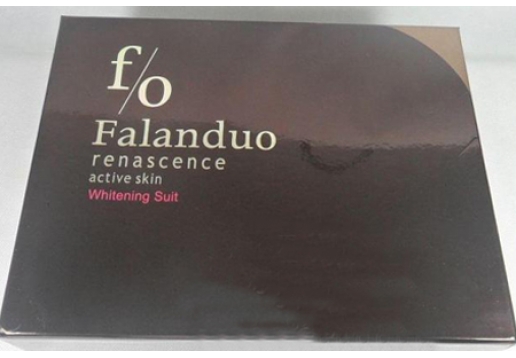 f/o
Falanduo
renascence
active skin
Whitening Suit